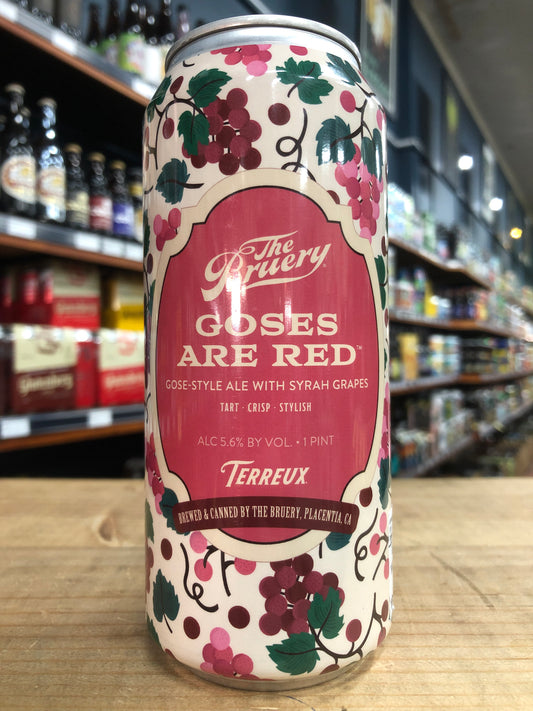 The
Bruery
GOSES
ARE RED™
GOSE-STYLE ALE WITH SYRAH GRAPES
TART · CRISP · STYLISH
ALC 5.6% BY VOL. • 1 PINT
TERREUX
BREWED & CANNED BY THE BRUERY, PLACENTIA, CA